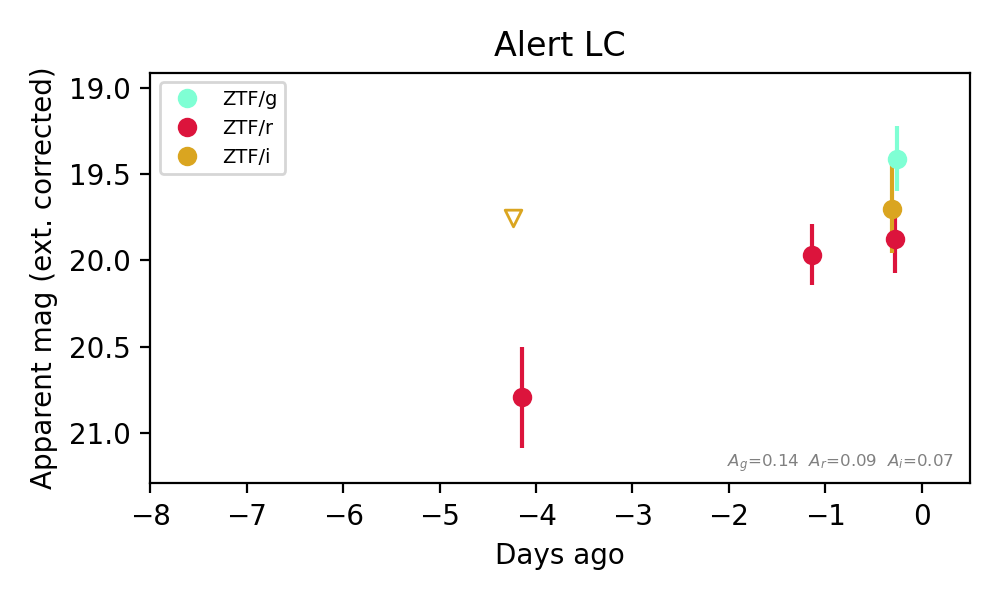 Alert LC
Apparent mag (ext. corrected)
19.0
19.5
20.0
20.5
21.0
ZTF/g
ZTF/r
ZTF/i
A_g=0.14 A_r=0.09 A_i=0.07
−8 −7 −6 −5 −4 −3 −2 −1 0
Days ago